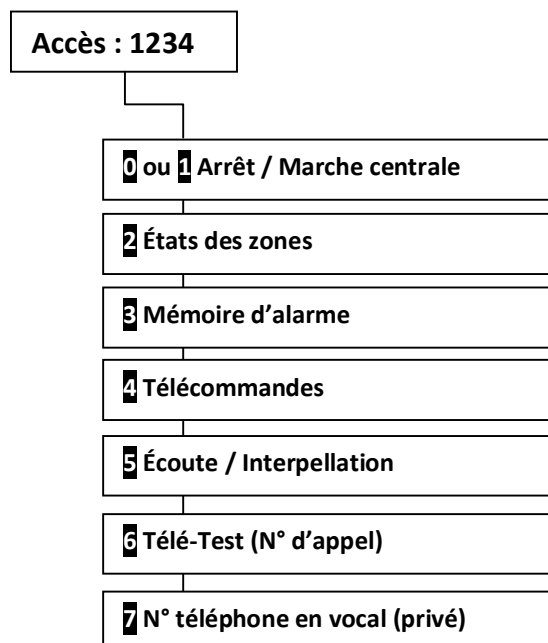 Accès : 1234
0 ou 1 Arrêt / Marche centrale
2 États des zones
3 Mémoire d’alarme
4 Télécommandes
5 Écoute / Interpellation
6 Télé-Test (N° d’appel)
7 N° téléphone en vocal (privé)